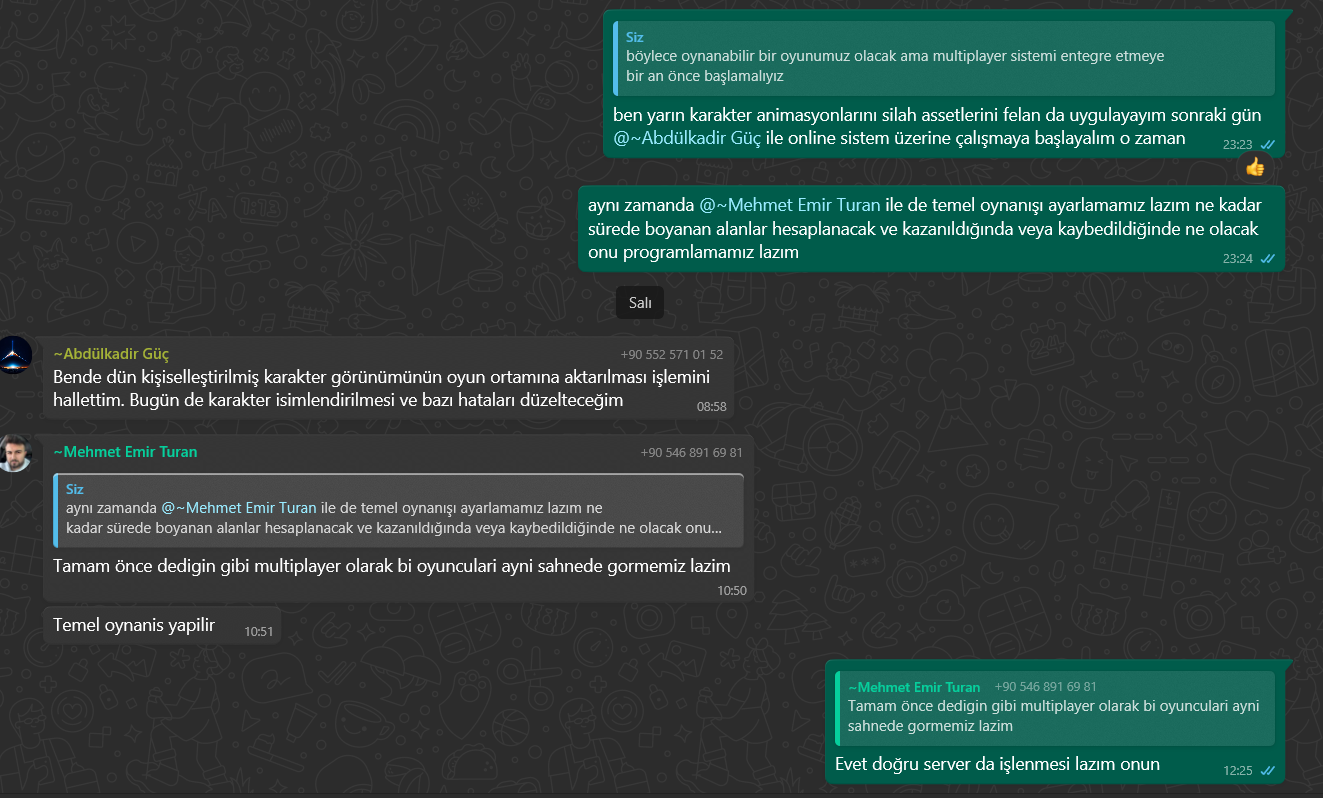 Siz
böylece oynanabilir bir oyunumuz olacak ama multiplayer sistemi entegre etmeye
bir an önce başlamalıyız
ben yarın karakter animasyonlarını silah assetlerini felan da uygulayayım sonraki gün
@~Abdülkadir Güç ile online sistem üzerine çalışmaya başlayalım o zaman
23:23
aynı zamanda @~Mehmet Emir Turan ile de temel oynanışı ayarlamamız lazım ne kadar
sürede boyanan alanlar hesaplanacak ve kazanıldığında veya kaybedildiğinde ne olacak
onu programlamamız lazım
23:24
Salı
~Abdülkadir Güç +90 552 571 01 52
Bende dün kişiselleştirilmiş karakter görünümünün oyun ortamına aktarılması işlemini
hallettim. Bugün de karakter isimlendirilmesi ve bazı hataları düzelteceğim
08:58
~Mehmet Emir Turan +90 546 891 69 81
Siz
aynı zamanda @~Mehmet Emir Turan ile de temel oynanışı ayarlamamız lazım ne
kadar sürede boyanan alanlar hesaplanacak ve kazanıldığında veya kaybedildiğinde ne olacak onu...
Tamam önce dedigin gibi multiplayer olarak bi oyunculari ayni sahnede gormemiz lazim
10:50
Temel oynanis yapilir 10:51
~Mehmet Emir Turan +90 546 891 69 81
Tamam önce dedigin gibi multiplayer olarak bi oyunculari ayni
sahnede gormemiz lazim
Evet doğru server da işlenmesi lazım onun
12:25